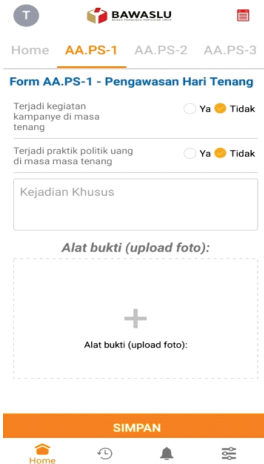 T
BAWASLU
Home AA.PS-1 AA.PS-2 AA.PS-3
Form AA.PS-1 - Pengawasan Hari Tenang
Terjadi kegiatan
kampanye di masa
tenang
Ya Tidak
Terjadi praktik politik uang
di masa masa tenang
Ya Tidak
Kejadian Khusus
Alat bukti (upload foto):
Alat bukti (upload foto):
SIMPAN
Home